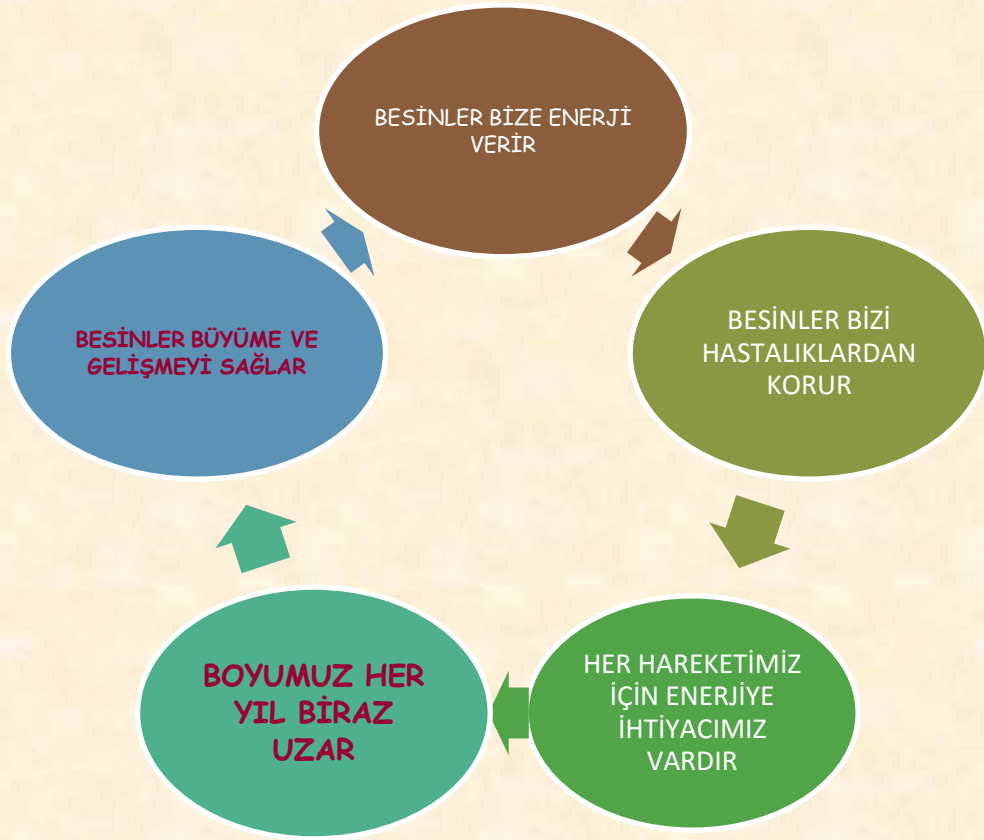 BESİNLER BİZE ENERJİ
VERİR
BESİNLER BİZİ
HASTALIKLARDAN
KORUR
HER HAREKETİMİZ
İÇİN ENERJİYE
İHTİYACIMIZ
VARDIR
BOYUMUZ HER
YIL BİRAZ
UZAR
BESİNLER BÜYÜME VE
GELİŞMEYİ SAĞLAR